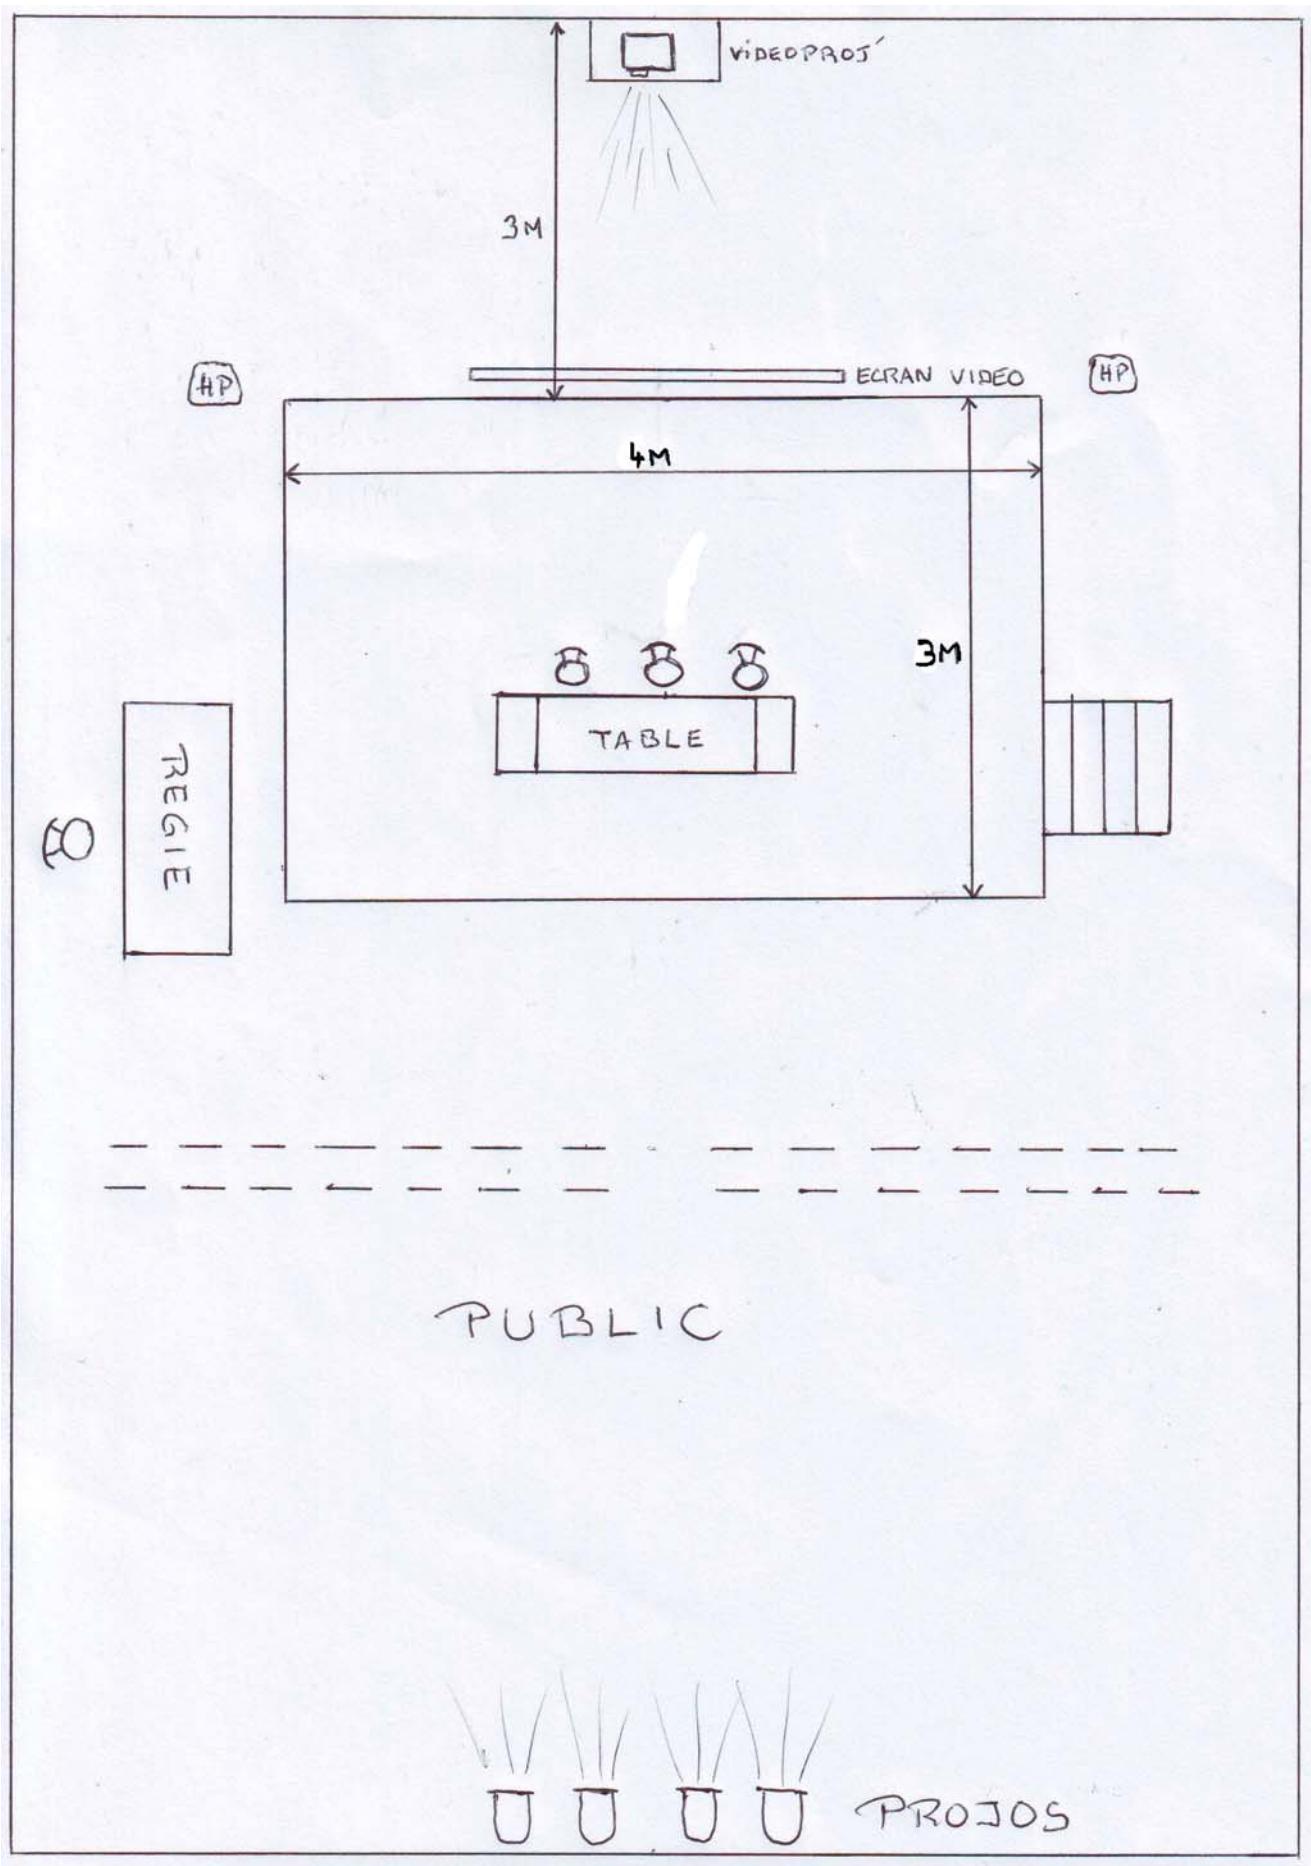 VIDEOPROJ'
3M
HP
ECRAN VIDEO
HP
4M
3M
TABLE
REGIE
PUBLIC
PROJOS